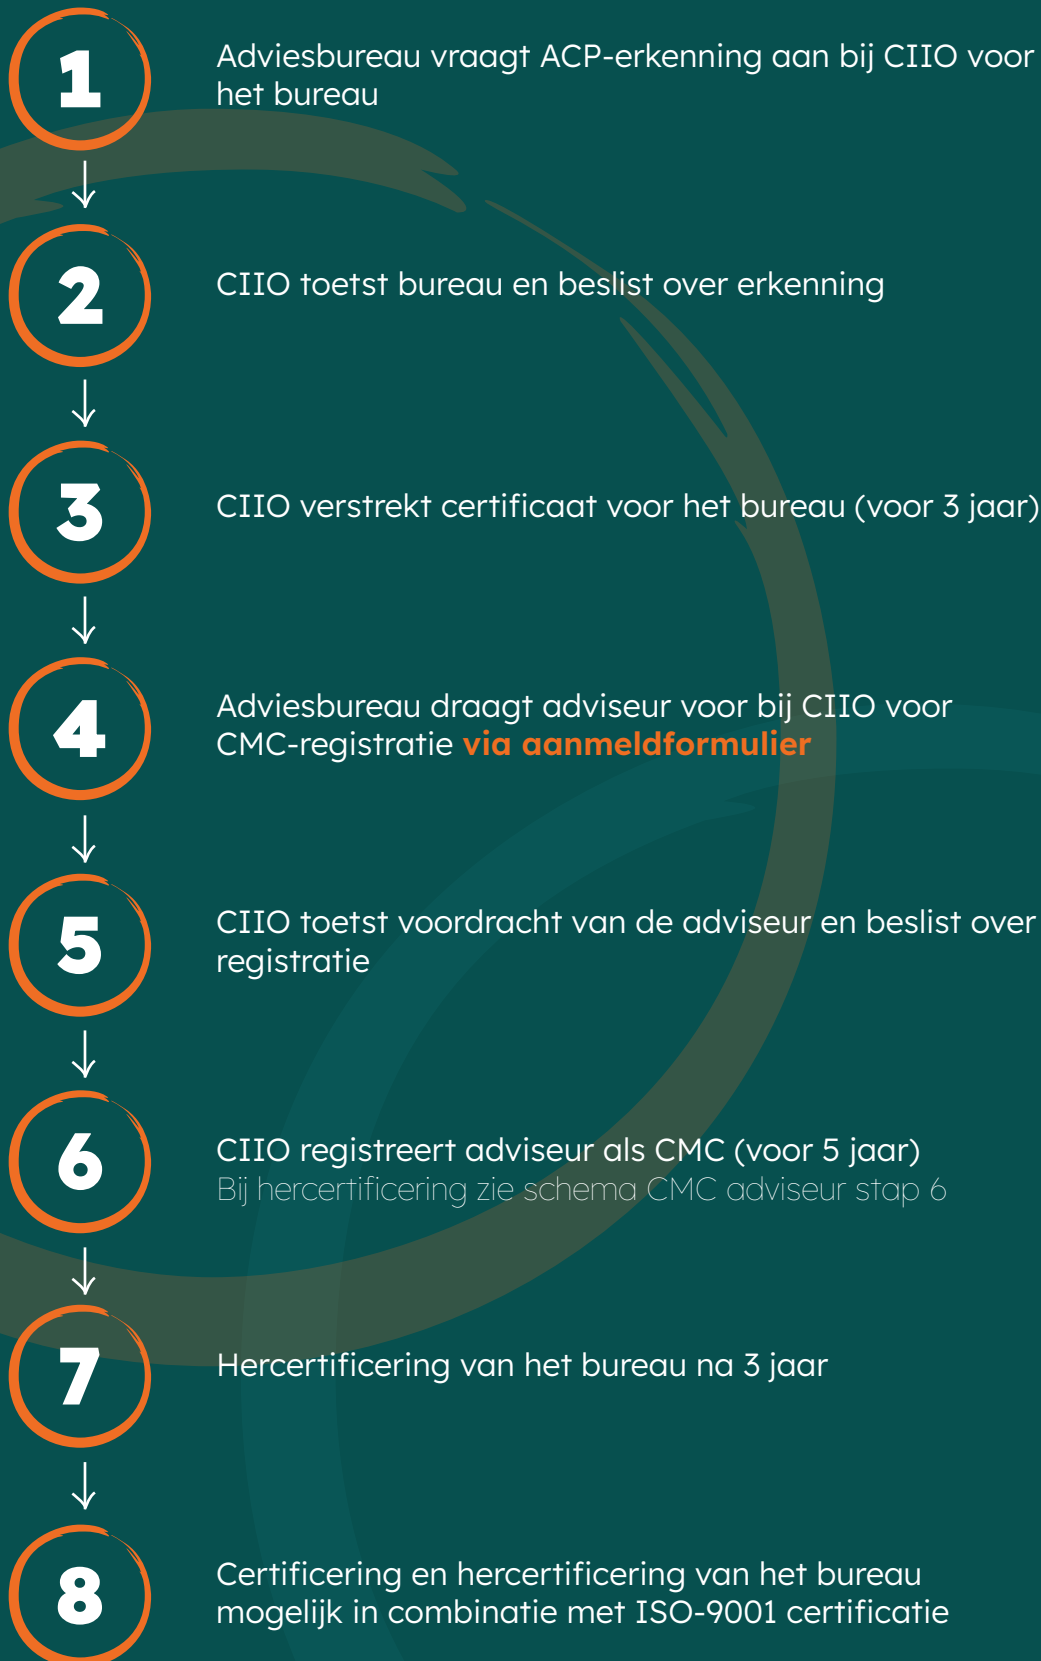 1
Adviesbureau vraagt ACP-erkenning aan bij CIIO voor
het bureau
2
CIIO toetst bureau en beslist over erkenning
3
CIIO verstrekt certificaat voor het bureau (voor 3 jaar)
4
Adviesbureau draagt adviseur voor bij CIIO voor
CMC-registratie via aanmeldformulier
5
CIIO toetst voordracht van de adviseur en beslist over
registratie
6
CIIO registreert adviseur als CMC (voor 5 jaar)
Bij hercertificering zie schema CMC adviseur stap 6
7
Hercertificering van het bureau na 3 jaar
8
Certificering en hercertificering van het bureau
mogelijk in combinatie met ISO-9001 certificatie